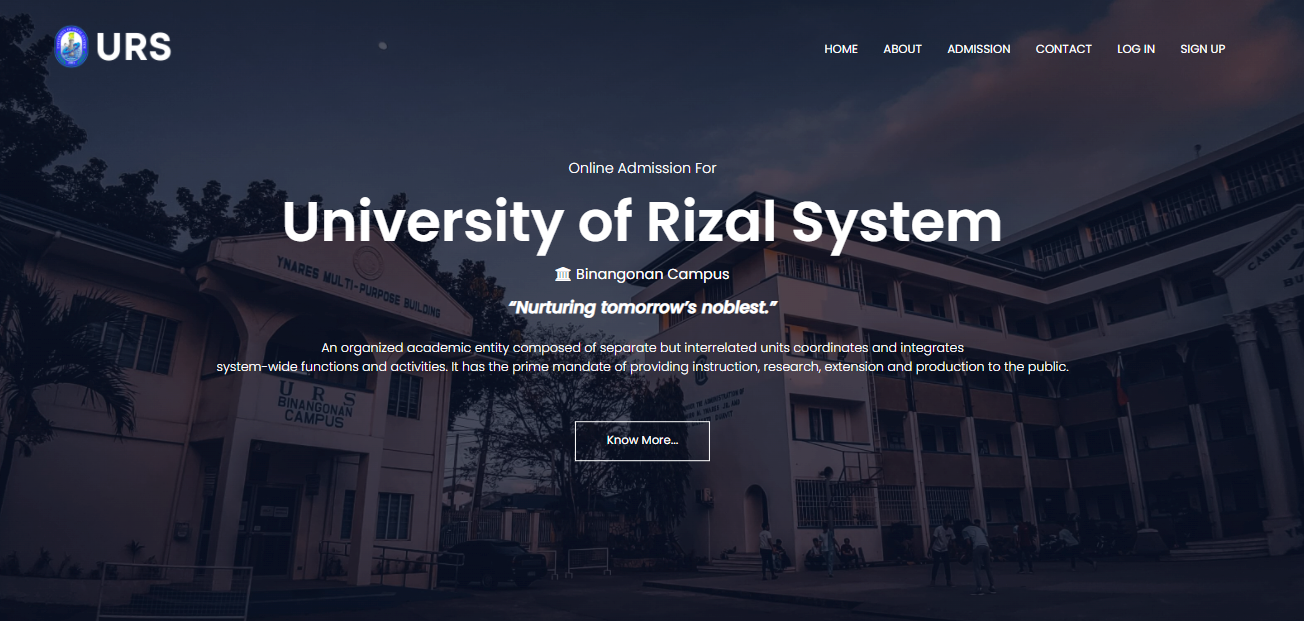 URS
HOME ABOUT ADMISSION CONTACT LOG IN SIGN UP
Online Admission For
University of Rizal System
Binangonan Campus
“Nurturing tomorrow’s noblest.”
An organized academic entity composed of separate but interrelated units coordinates and integrates
system-wide functions and activities. It has the prime mandate of providing instruction, research, extension and production to the public.
Know More...
YNARES MULTI-PURPOSE BUILDING
U R S
BINANGONAN
CAMPUS
CASIMIRO